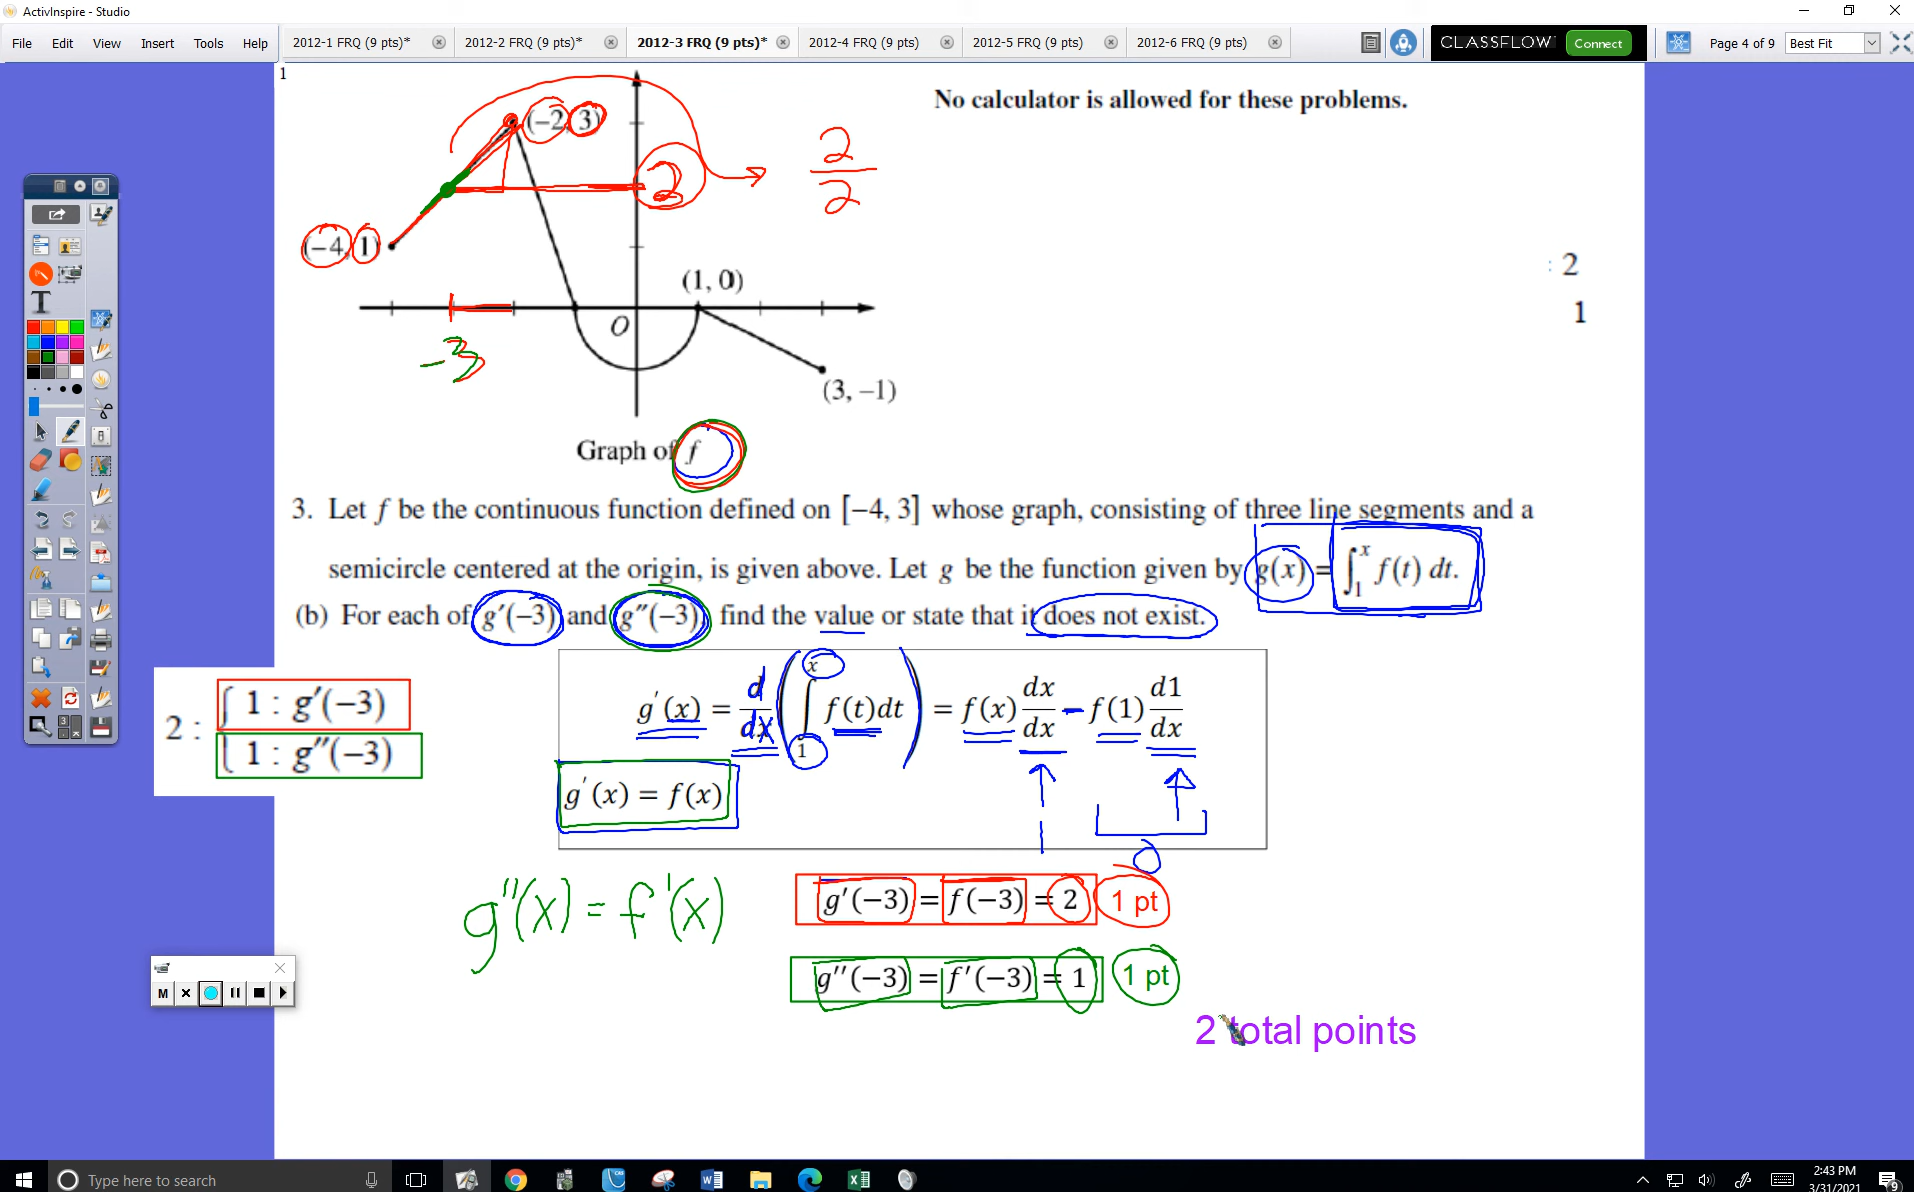 ActivInspire - Studio
File Edit View Insert Tools Help
2012-1 FRQ (9 pts)* 2012-2 FRQ (9 pts)* 2012-3 FRQ (9 pts)* 2012-4 FRQ (9 pts) 2012-5 FRQ (9 pts) 2012-6 FRQ (9 pts)
CLASSFLOW Connect Page 4 of 9 Best Fit
1
No calculator is allowed for these problems.
(−2, 3)
2
2/2
(−4, 1)
: 2
1
(1, 0)
O
−3
(3, −1)
Graph of f
3. Let f be the continuous function defined on [−4, 3] whose graph, consisting of three line segments and a
semicircle centered at the origin, is given above. Let g be the function given by g(x) = ∫₁ˣ f(t) dt.
(b) For each of g′(−3) and g″(−3), find the value or state that it does not exist.
g′(x) = d/dx (∫₁ˣ f(t)dt) = f(x) dx/dx − f(1) d1/dx
2 : { 1 : g′(−3)
1 : g″(−3)
g′(x) = f(x)
0
g″(x) = f′(x)
g′(−3) = f(−3) = 2 1 pt
g″(−3) = f′(−3) = 1 1 pt
2 total points
M
Type here to search
2:43 PM
3/31/2021
9